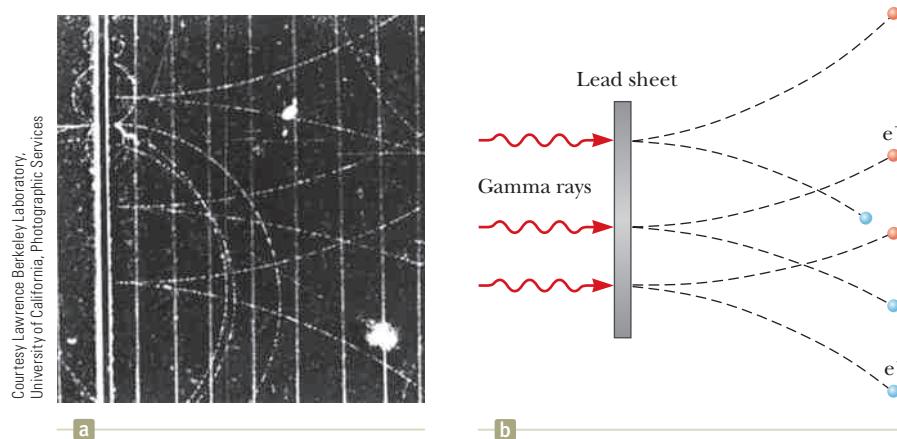 Courtesy Lawrence Berkeley Laboratory,
University of California, Photographic Services
Lead sheet
Gamma rays
e
e
a
b